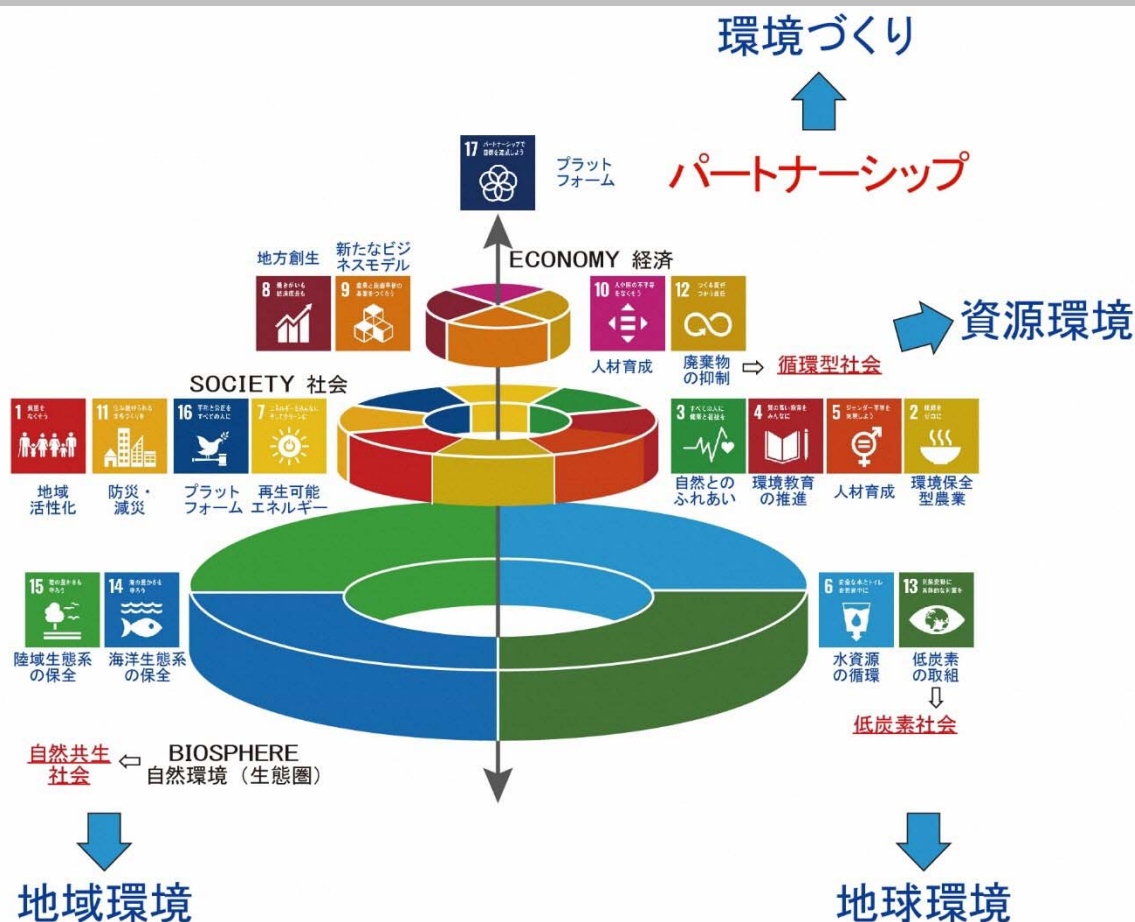 環境づくり
パートナーシップ
17 パートナーシップで
目標を達成しよう
プラット
フォーム
ECONOMY 経済
地方創生
新たなビジ
ネスモデル
8 働きがいも
経済成長も
9 産業と技術革新の
基盤をつくろう
10 人や国の不平等
をなくそう
12 つくる責任
つかう責任
人材育成
廃棄物
の抑制
⇨
循環型社会
資源環境
SOCIETY 社会
1 貧困を
なくそう
11 住み続けられる
まちづくりを
16 平和と公正を
すべての人に
7 エネルギーをみんなに
そしてクリーンに
3 すべての人に
健康と福祉を
4 質の高い教育を
みんなに
5 ジェンダー平等を
実現しよう
2 飢餓を
ゼロに
地域
活性化
防災・
減災
プラット
フォーム
再生可能
エネルギー
自然との
ふれあい
環境教育
の推進
人材育成
環境保全
型農業
15 陸の豊かさも
守ろう
14 海の豊かさを
守ろう
6 安全な水とトイレ
を世界中に
13 気候変動に
具体的な対策を
陸域生態系
の保全
海洋生態系
の保全
水資源
の循環
低炭素
の取組
⇩
低炭素社会
自然共生
社会
⇦
BIOSPHERE
自然環境（生態圏）
地域環境
地球環境